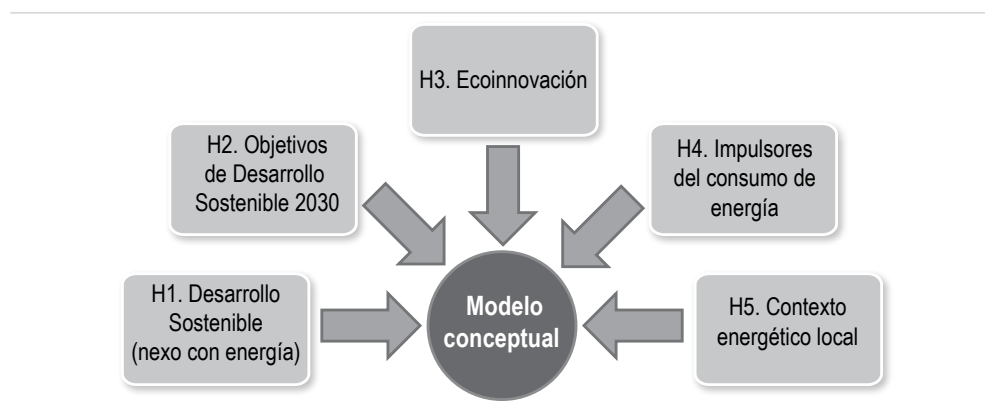 H3. Ecoinnovación
H2. Objetivos
de Desarrollo
Sostenible 2030
H4. Impulsores
del consumo de
energía
H1. Desarrollo
Sostenible
(nexo con energía)
Modelo
conceptual
H5. Contexto
energético local